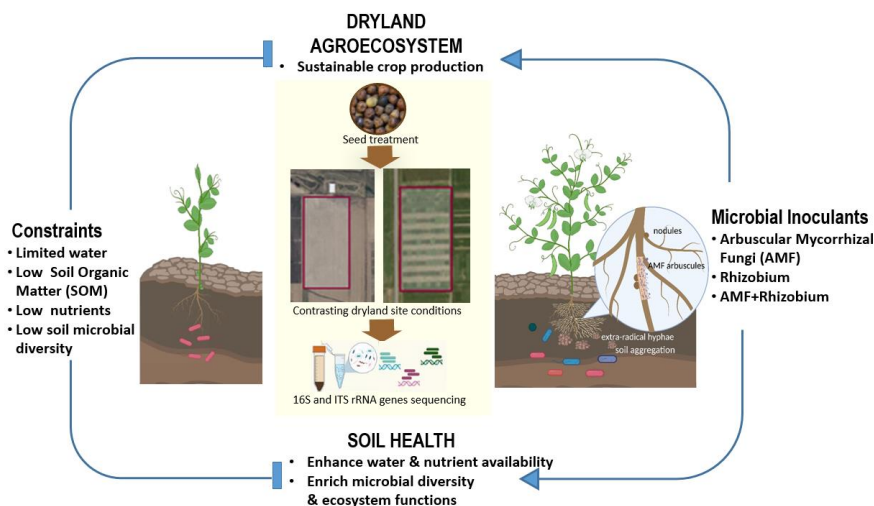 DRYLAND
AGROECOSYSTEM
• Sustainable crop production
Seed treatment
Contrasting dryland site conditions
16S and ITS rRNA genes sequencing
Constraints
• Limited water
• Low Soil Organic
Matter (SOM)
• Low nutrients
• Low soil microbial
diversity
nodules
AMF arbuscules
extra-radical hyphae
soil aggregation
Microbial Inoculants
• Arbuscular Mycorrhizal
Fungi (AMF)
• Rhizobium
• AMF+Rhizobium
SOIL HEALTH
• Enhance water & nutrient availability
• Enrich microbial diversity
& ecosystem functions